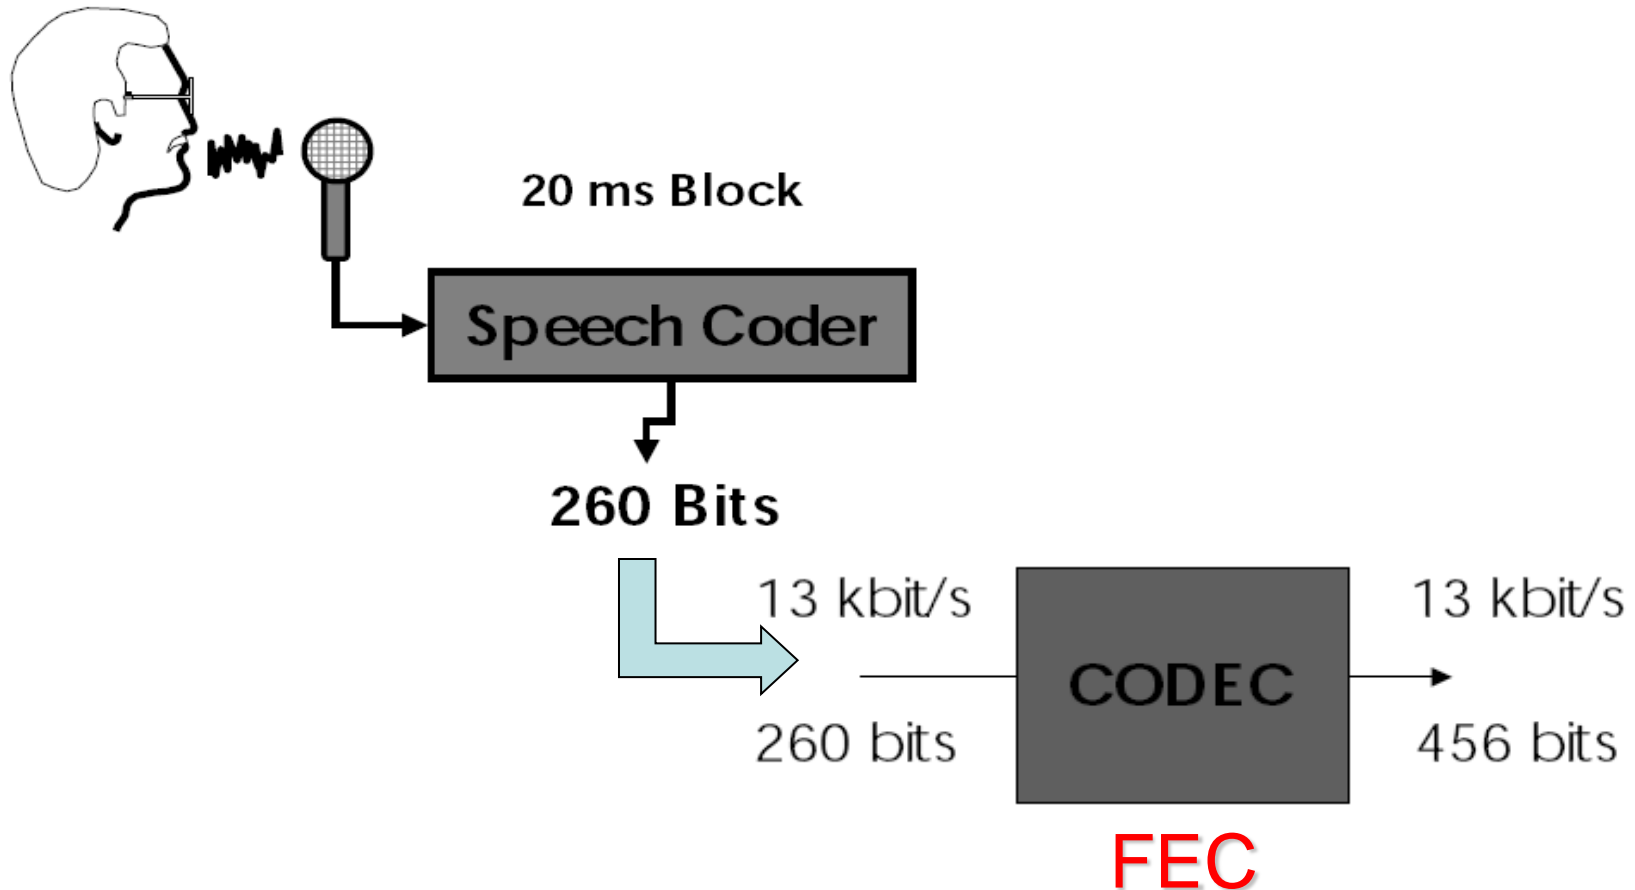 20 ms Block
Speech Coder
260 Bits
13 kbit/s
13 kbit/s
CODEC
260 bits
456 bits
FEC